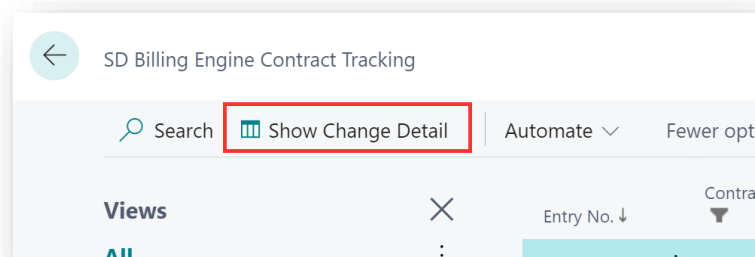 SD Billing Engine Contract Tracking
Search Show Change Detail Automate Fewer opt
Views
Contra
Entry No.
All